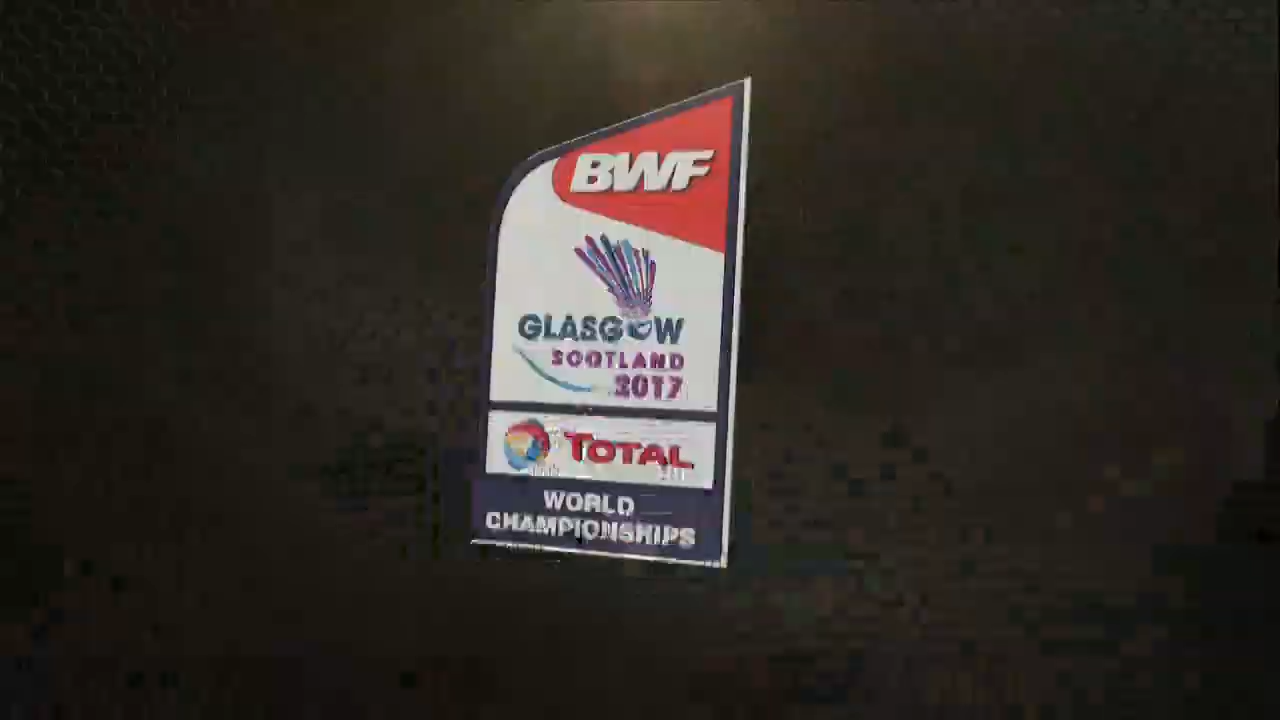 BWF
GLASGOW
SCOTLAND
2017
TOTAL
WORLD
CHAMPIONSHIPS